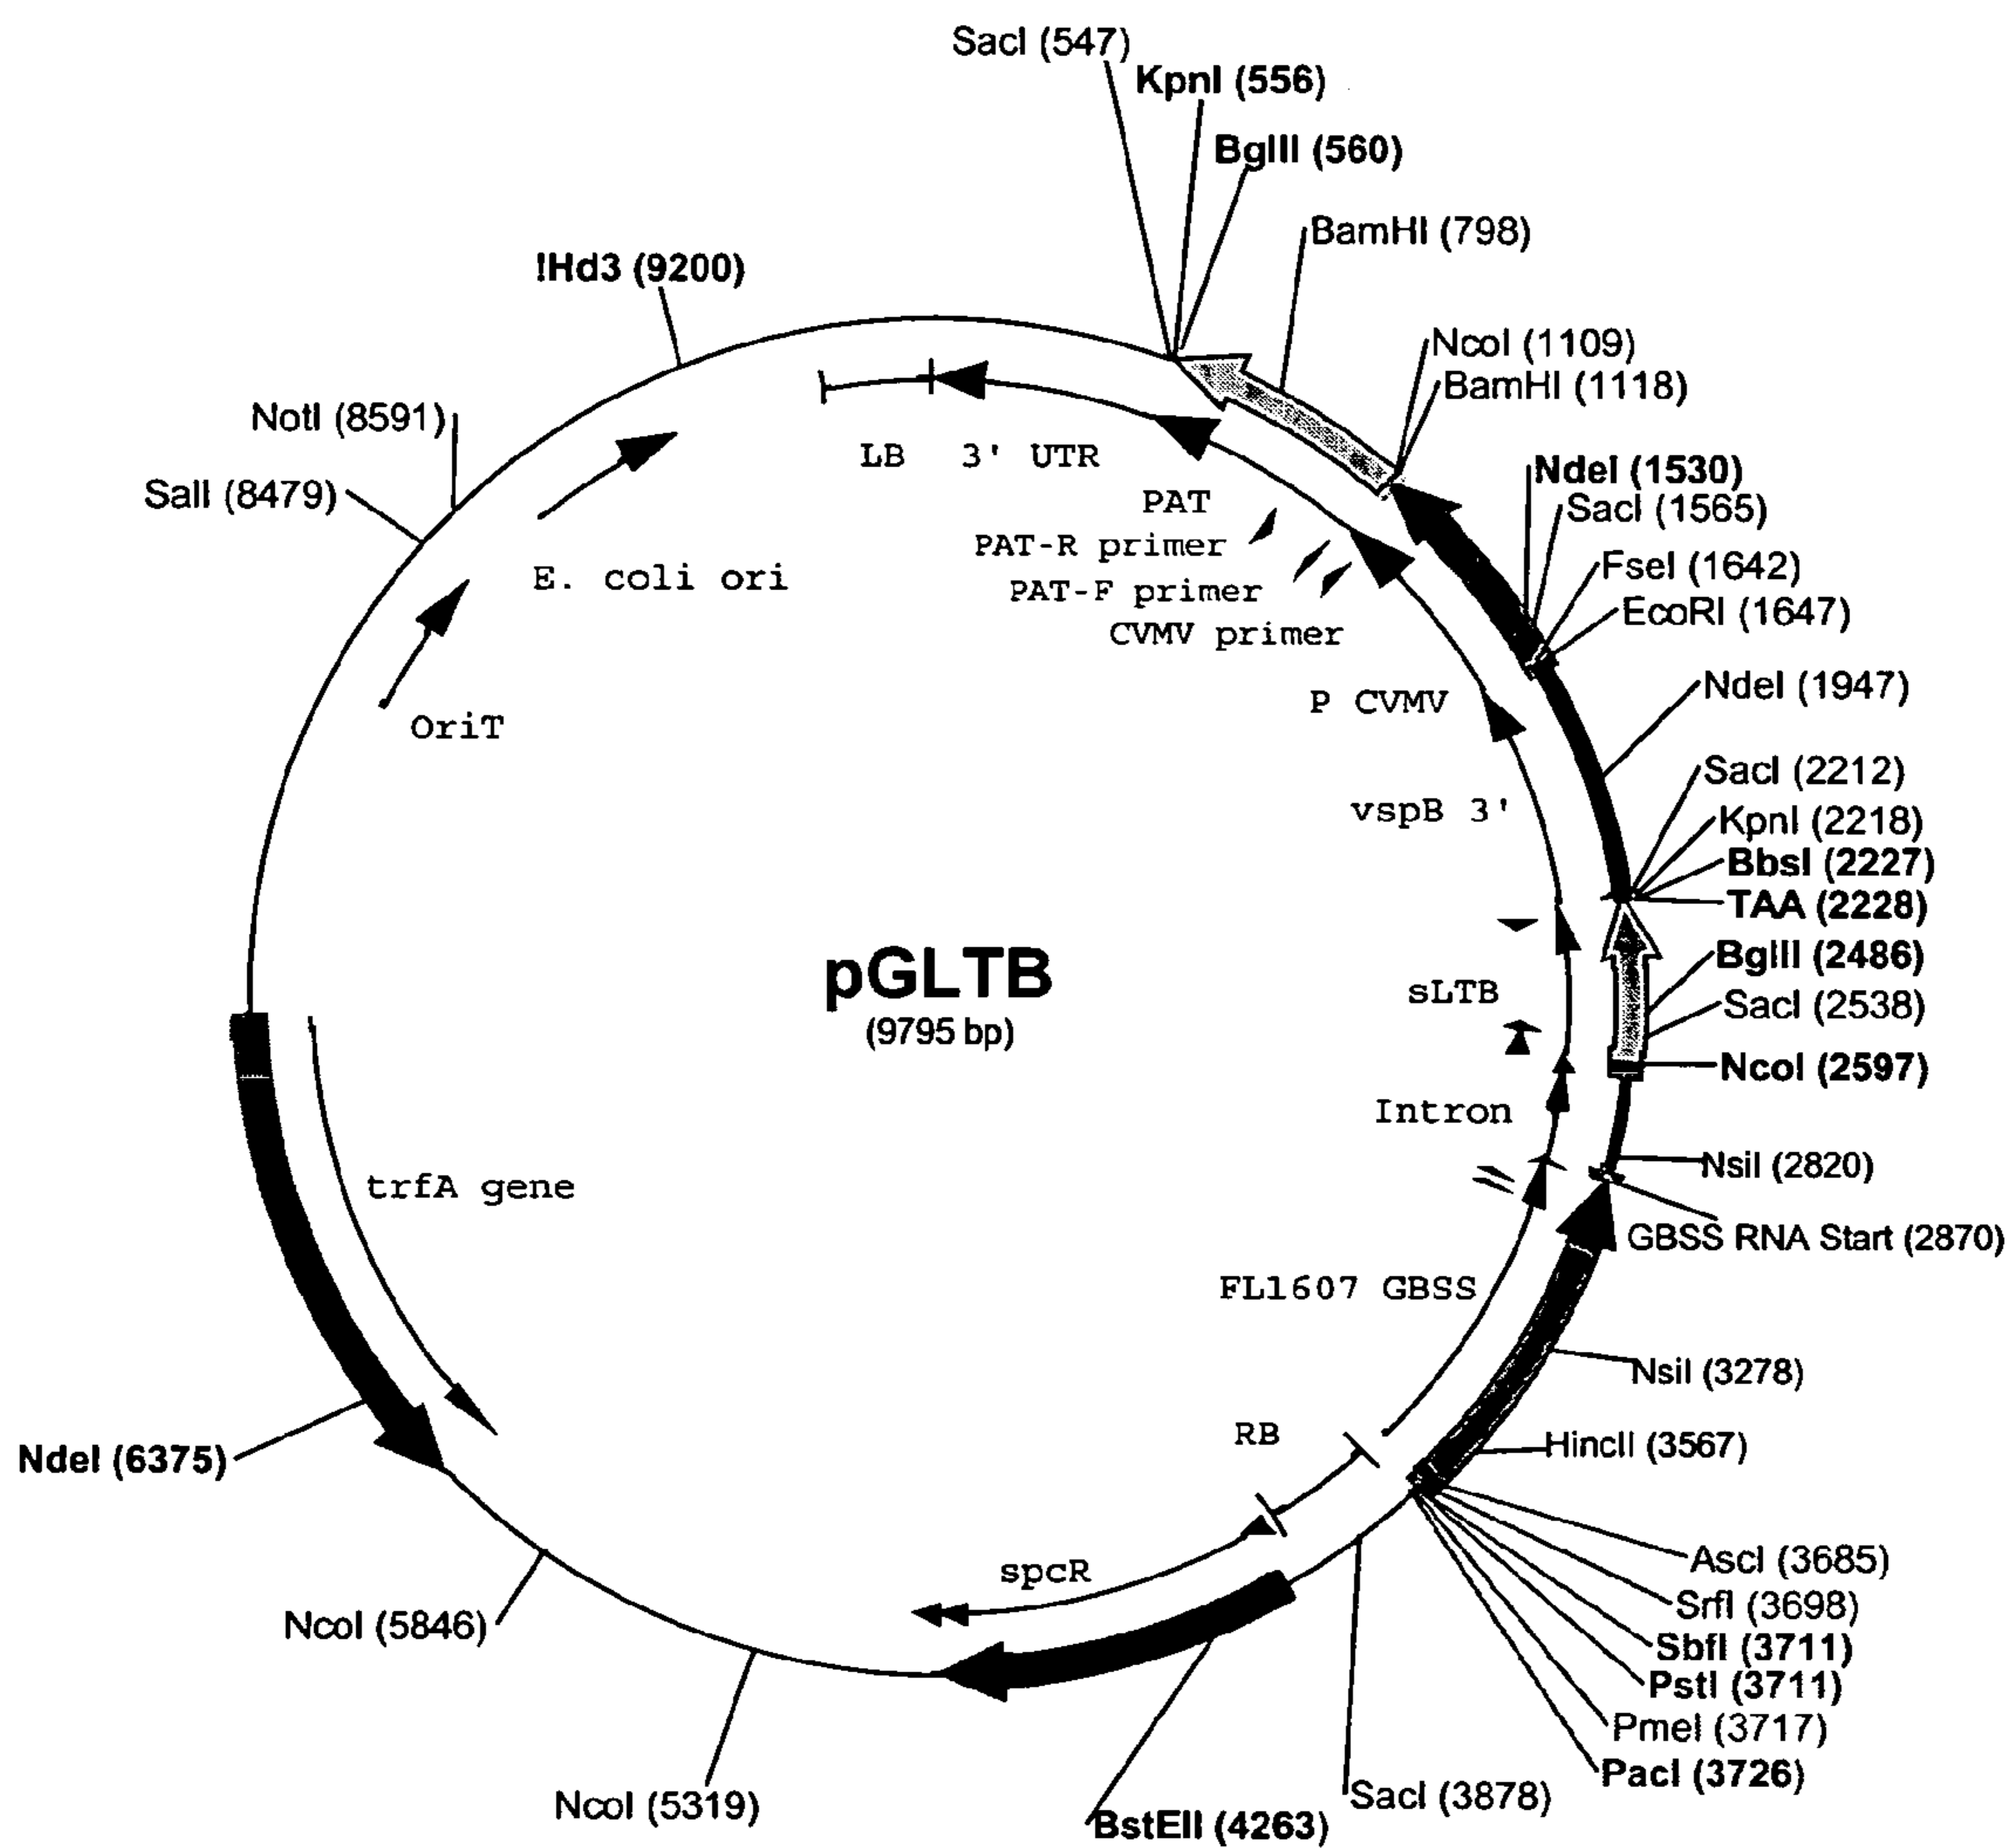 SacI (547)
KpnI (556)
BglII (560)
BamHI (798)
!Hd3 (9200)
NcoI (1109)
BamHI (1118)
NotI (8591)
LB
3' UTR
NdeI (1530)
SacI (1565)
SalI (8479)
PAT
PAT-R primer
FseI (1642)
E. coli ori
PAT-F primer
EcoRI (1647)
CVMV primer
NdeI (1947)
P CVMV
OriT
SacI (2212)
vspB 3'
KpnI (2218)
BbsI (2227)
TAA (2228)
pGLTB
(9795 bp)
BglII (2486)
sLTB
SacI (2538)
NcoI (2597)
Intron
NsiI (2820)
trfA gene
GBSS RNA Start (2870)
FL1607 GBSS
NsiI (3278)
RB
HincII (3567)
NdeI (6375)
AscI (3685)
spcR
SrfI (3698)
NcoI (5846)
SbfI (3711)
PstI (3711)
PmeI (3717)
PacI (3726)
NcoI (5319)
SacI (3878)
BstEII (4263)